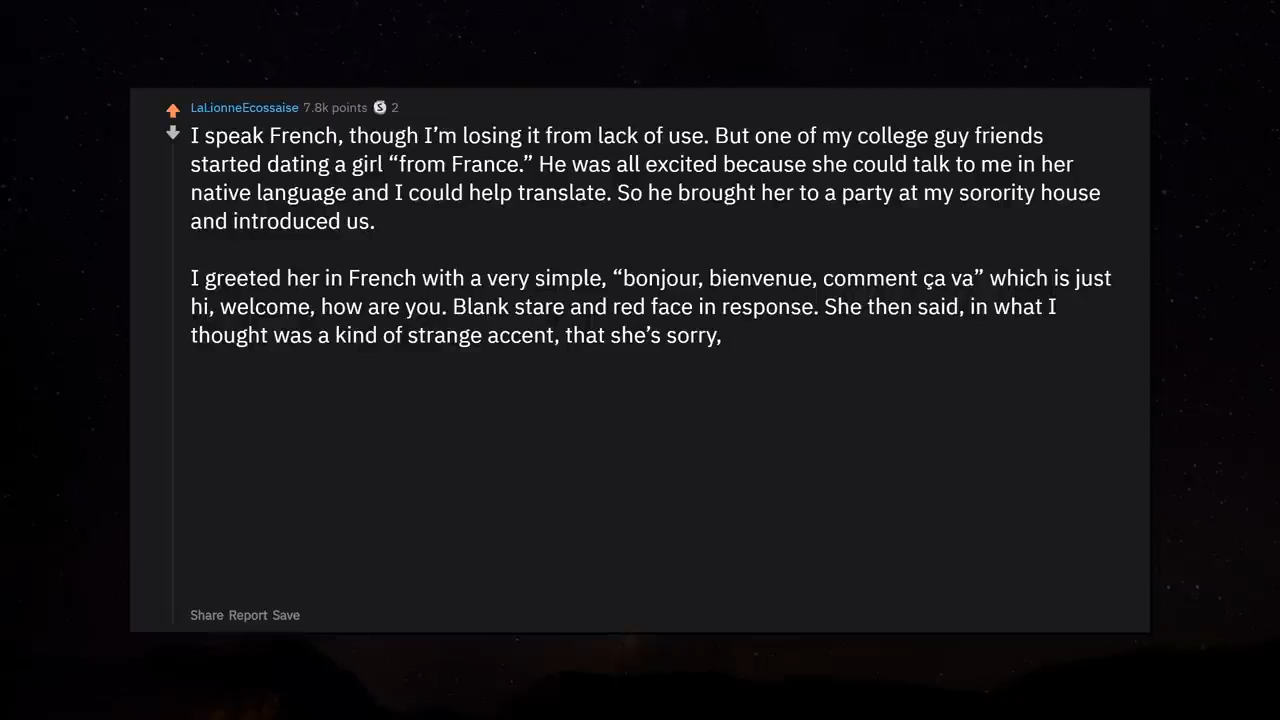 LaLionneEcossaise 7.8k points S 2
I speak French, though I’m losing it from lack of use. But one of my college guy friends
started dating a girl “from France.” He was all excited because she could talk to me in her
native language and I could help translate. So he brought her to a party at my sorority house
and introduced us.
I greeted her in French with a very simple, “bonjour, bienvenue, comment ça va” which is just
hi, welcome, how are you. Blank stare and red face in response. She then said, in what I
thought was a kind of strange accent, that she’s sorry,
Share Report Save